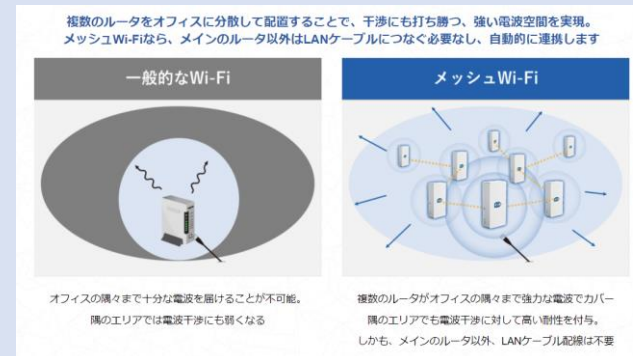 複数のルータをオフィスに分散して配置することで、干渉にも打ち勝つ、強い電波空間を実現。
メッシュWi-Fiなら、メインのルータ以外はLANケーブルにつなぐ必要なし、自動的に連携します
一般的なWi-Fi
メッシュWi-Fi
オフィスの隅々まで十分な電波を届けることが不可能。
隅のエリアでは電波干渉にも弱くなる
複数のルータがオフィスの隅々まで強力な電波でカバー
隅のエリアでも電波干渉に対して高い耐性を付与。
しかも、メインのルータ以外、LANケーブル配線は不要